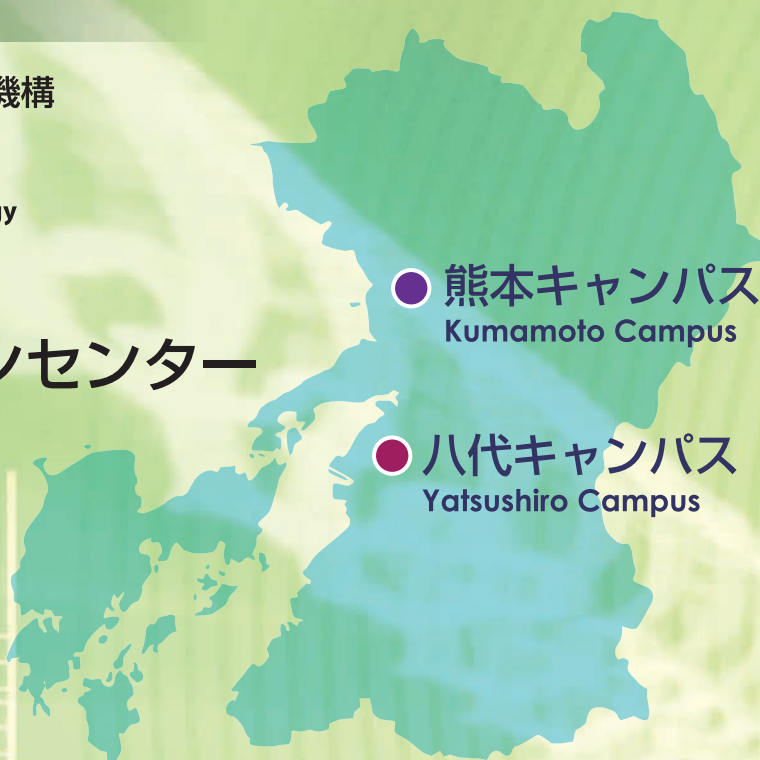 機構
gy
ンセンター
熊本キャンパス
Kumamoto Campus
八代キャンパス
Yatsushiro Campus